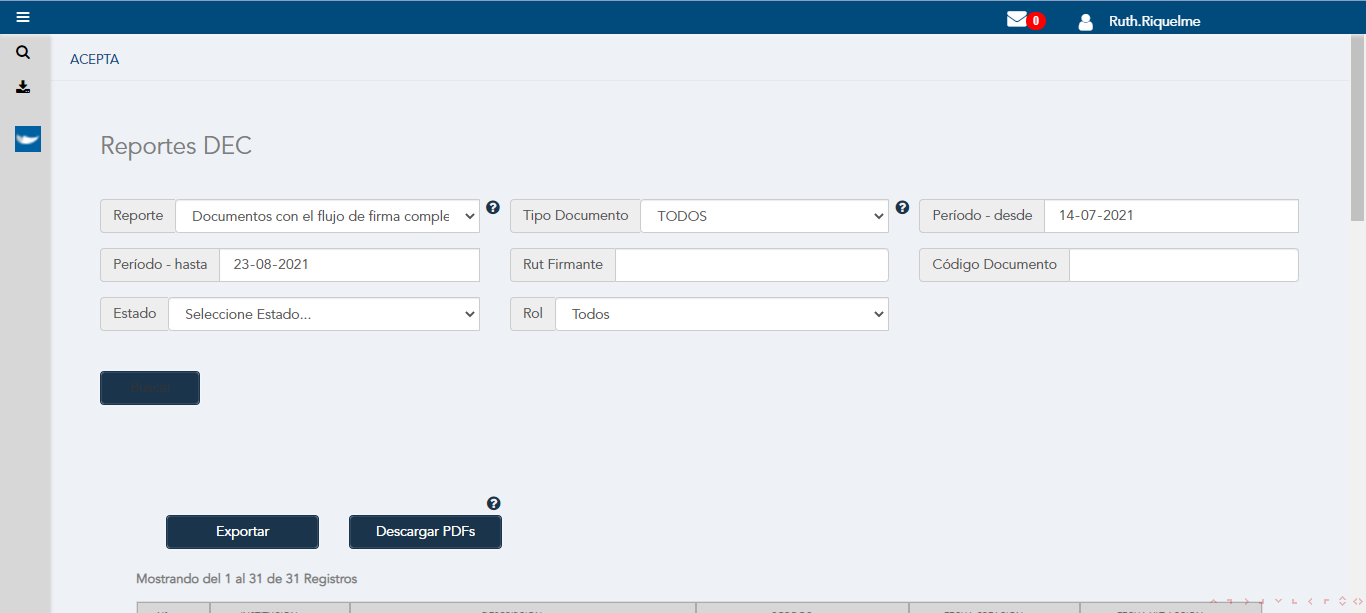 0
Ruth.Riquelme
ACEPTA
Reportes DEC
Reporte Documentos con el flujo de firma comple
Tipo Documento TODOS
Período - desde 14-07-2021
Período - hasta 23-08-2021
Rut Firmante
Código Documento
Estado Seleccione Estado...
Rol Todos
Exportar
Descargar PDFs
Mostrando del 1 al 31 de 31 Registros